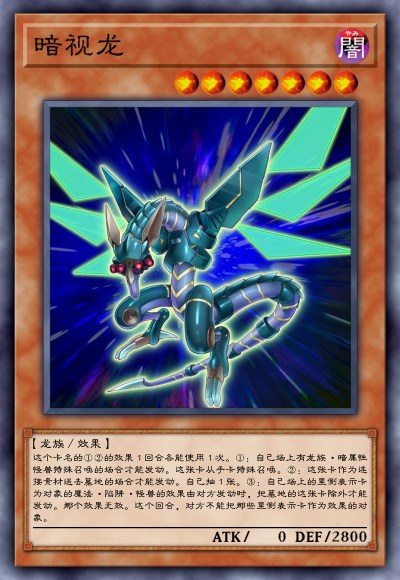 暗视龙
やみ
闇
【龙族/效果】
这个卡名的①②的效果1回合各能使用1次。①:自己场上有龙族·暗属性
怪兽特殊召唤的场合才能发动。这张卡从手卡特殊召唤。②:这张卡作为连
接素材送去墓地的场合才能发动。自己抽1张。③:自己场上的里侧表示卡
为对象的魔法·陷阱·怪兽的效果由对方发动时,把墓地的这张卡除外才能发
动。那个效果无效。这个回合,对方不能把那些里侧表示卡作为效果的对
象。
ATK/ 0 DEF/2800